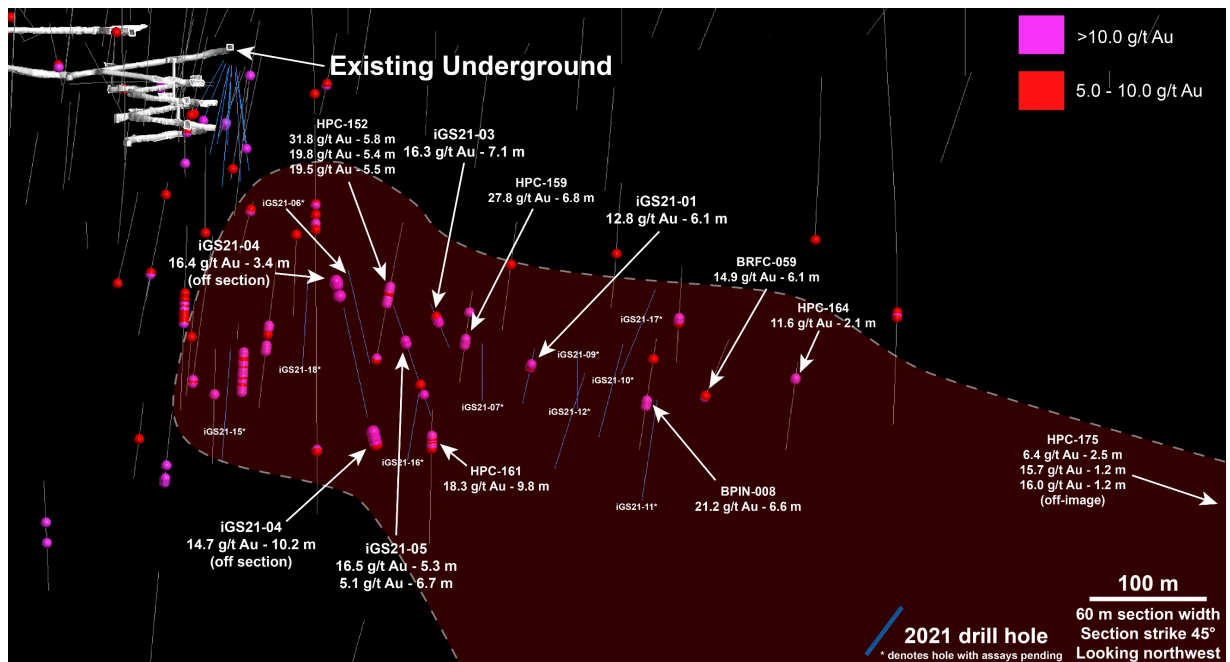 >10.0 g/t Au
5.0 - 10.0 g/t Au
Existing Underground
HPC-152
31.8 g/t Au - 5.8 m
19.8 g/t Au - 5.4 m
19.5 g/t Au - 5.5 m
iGS21-03
16.3 g/t Au - 7.1 m
HPC-159
27.8 g/t Au - 6.8 m
iGS21-01
12.8 g/t Au - 6.1 m
iGS21-06*
iGS21-04
16.4 g/t Au - 3.4 m
(off section)
BRFC-059
14.9 g/t Au - 6.1 m
HPC-164
11.6 g/t Au - 2.1 m
iGS21-17*
iGS21-18*
iGS21-09*
iGS21-10*
iGS21-07*
iGS21-12*
iGS21-15*
iGS21-16*
HPC-161
18.3 g/t Au - 9.8 m
BPIN-008
21.2 g/t Au - 6.6 m
iGS21-11*
HPC-175
6.4 g/t Au - 2.5 m
15.7 g/t Au - 1.2 m
16.0 g/t Au - 1.2 m
(off-image)
iGS21-04
14.7 g/t Au - 10.2 m
(off section)
iGS21-05
16.5 g/t Au - 5.3 m
5.1 g/t Au - 6.7 m
100 m
60 m section width
Section strike 45°
Looking northwest
2021 drill hole
* denotes hole with assays pending